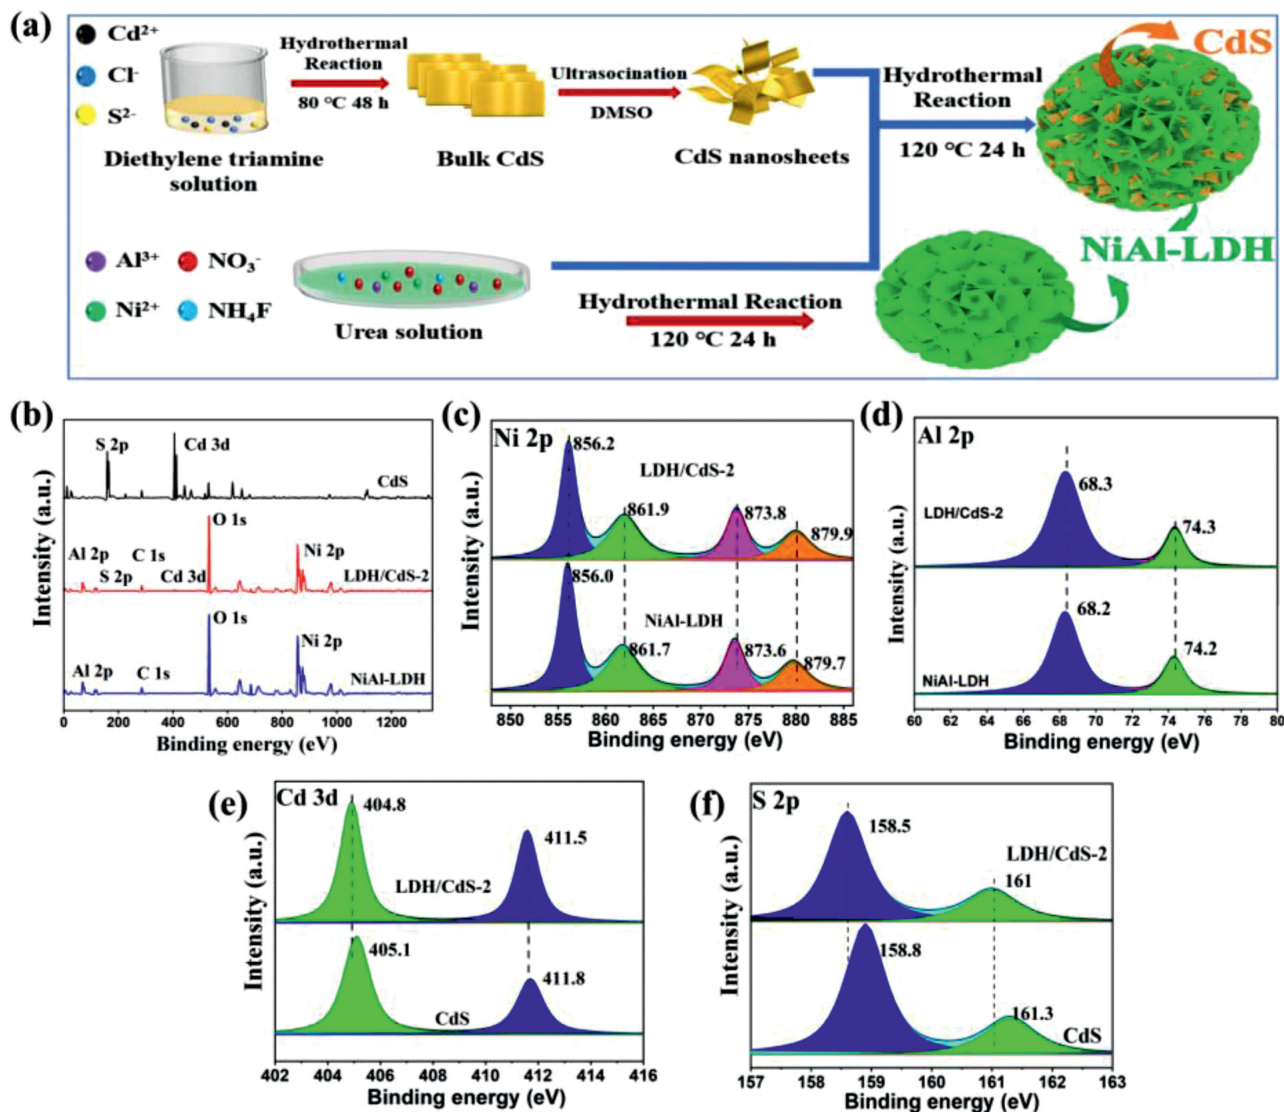 (a)
Cd²⁺
Cl⁻
S²⁻
Diethylene triamine
solution
Hydrothermal
Reaction
80 °C 48 h
Bulk CdS
Ultrasocination
DMSO
CdS nanosheets
Hydrothermal
Reaction
120 °C 24 h
CdS
NiAl-LDH
Al³⁺
NO₃⁻
Ni²⁺
NH₄F
Urea solution
Hydrothermal Reaction
120 °C 24 h
(b)
S 2p
Cd 3d
CdS
O 1s
Al 2p
C 1s
Ni 2p
S 2p
Cd 3d
LDH/CdS-2
O 1s
Ni 2p
Al 2p
C 1s
NiAl-LDH
Intensity (a.u.)
0 200 400 600 800 1000 1200
Binding energy (eV)
(c)
Ni 2p
856.2
LDH/CdS-2
861.9
873.8
879.9
856.0
NiAl-LDH
861.7
873.6
879.7
Intensity (a.u.)
850 855 860 865 870 875 880 885
Binding energy (eV)
(d)
Al 2p
68.3
LDH/CdS-2
74.3
68.2
74.2
NiAl-LDH
Intensity (a.u.)
60 62 64 66 68 70 72 74 76 78 80
Binding energy (eV)
(e)
Cd 3d
404.8
411.5
LDH/CdS-2
405.1
411.8
CdS
Intensity (a.u.)
402 404 406 408 410 412 414 416
Binding energy (eV)
(f)
S 2p
158.5
LDH/CdS-2
161
158.8
161.3
CdS
Intensity (a.u.)
157 158 159 160 161 162 163
Binding energy (eV)